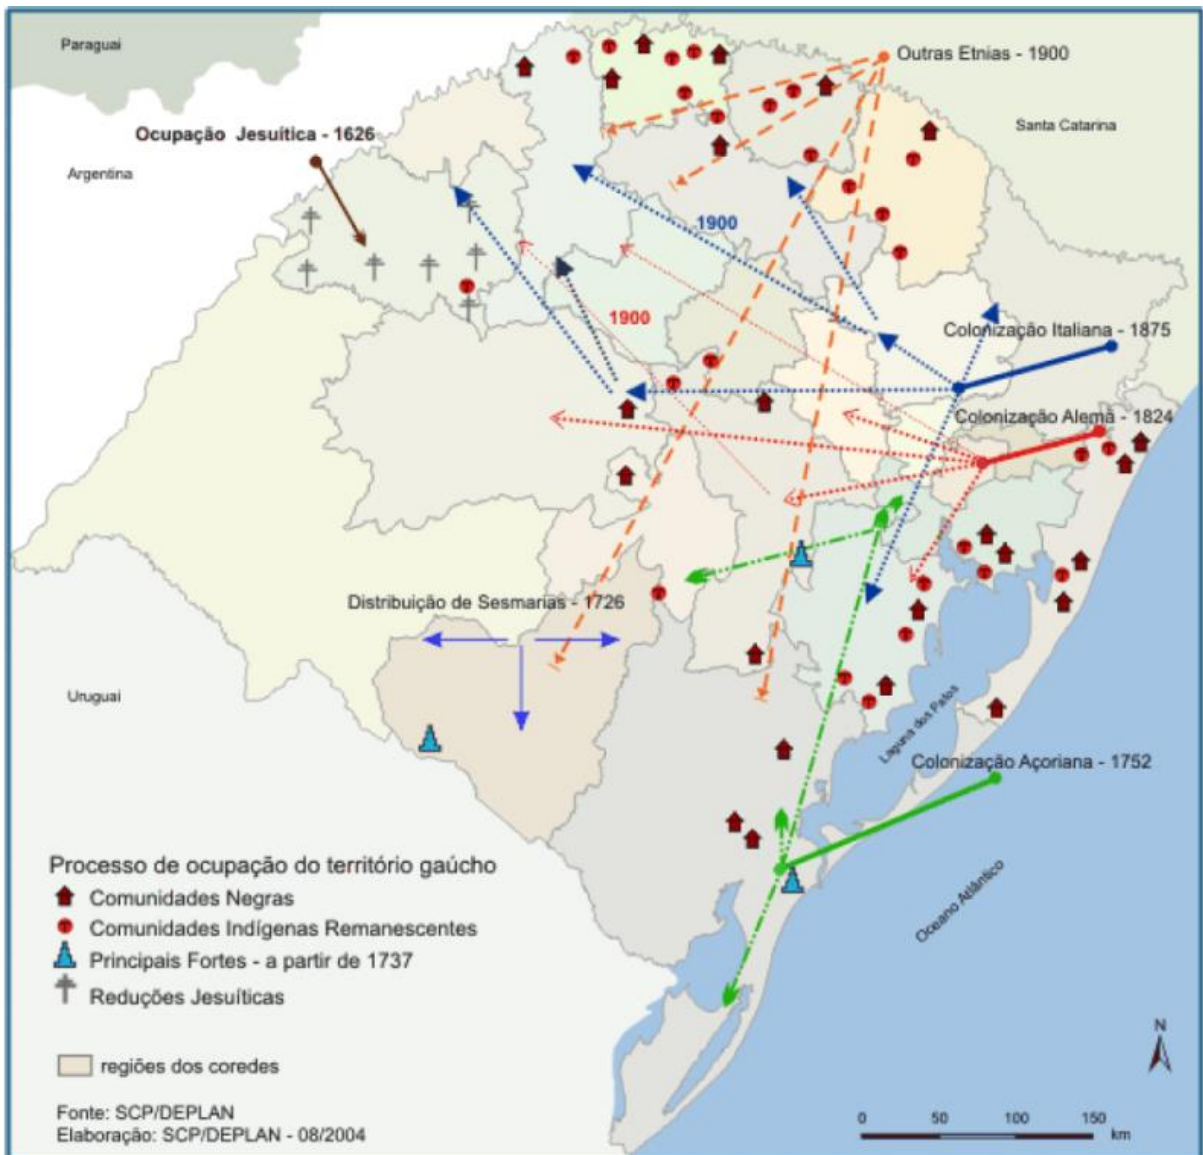 Paraguai
Outras Etnias - 1900
Ocupação Jesuítica - 1626
Santa Catarina
Argentina
1900
1900
Colonização Italiana - 1875
Colonização Alemã - 1824
Distribuição de Sesmarias - 1726
Uruguai
Laguna dos Patos
Colonização Açoriana - 1752
Oceano Atlântico
Processo de ocupação do território gaúcho
Comunidades Negras
Comunidades Indígenas Remanescentes
Principais Fortes - a partir de 1737
Reduções Jesuíticas
regiões dos coredes
Fonte: SCP/DEPLAN
Elaboração: SCP/DEPLAN - 08/2004
N
0 50 100 150
km